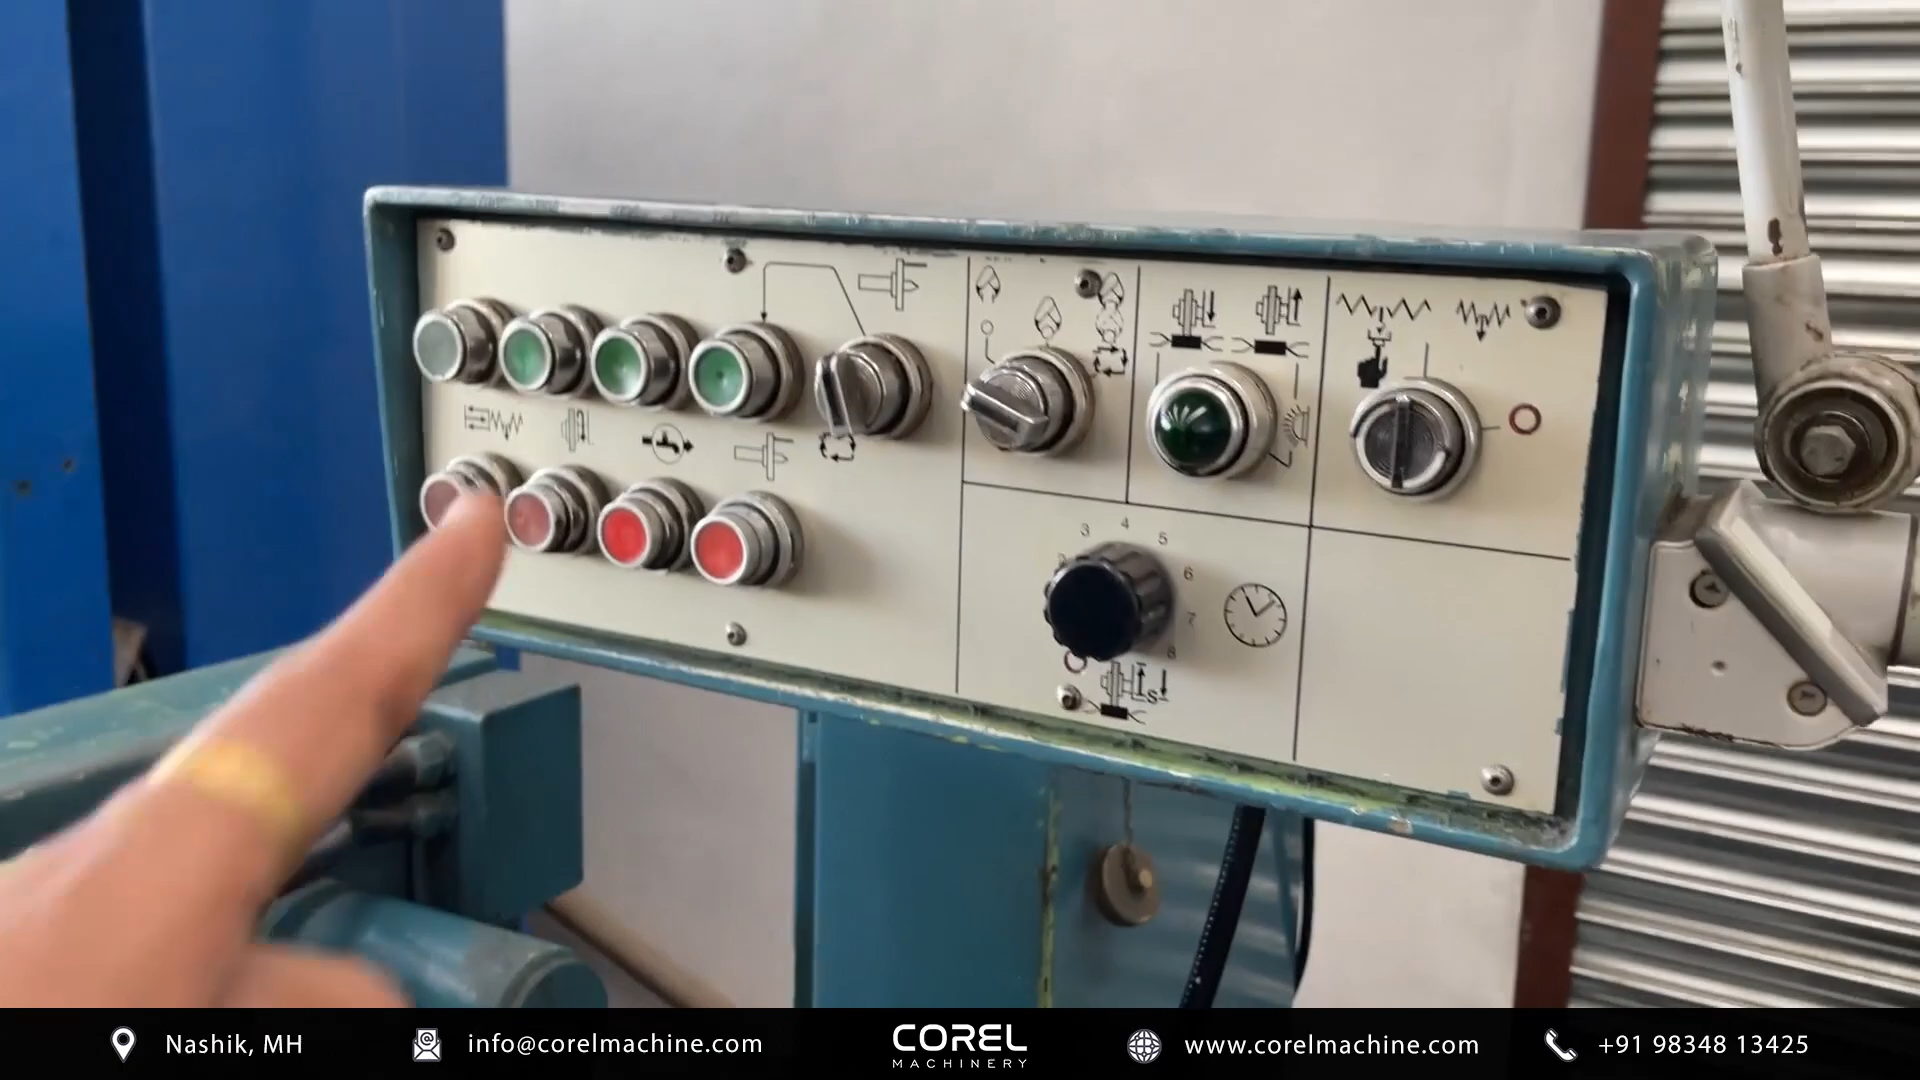 3 4 5
6
7
8
S
Nashik, MH
info@corelmachine.com
COREL
MACHINERY
www.corelmachine.com
+91 98348 13425